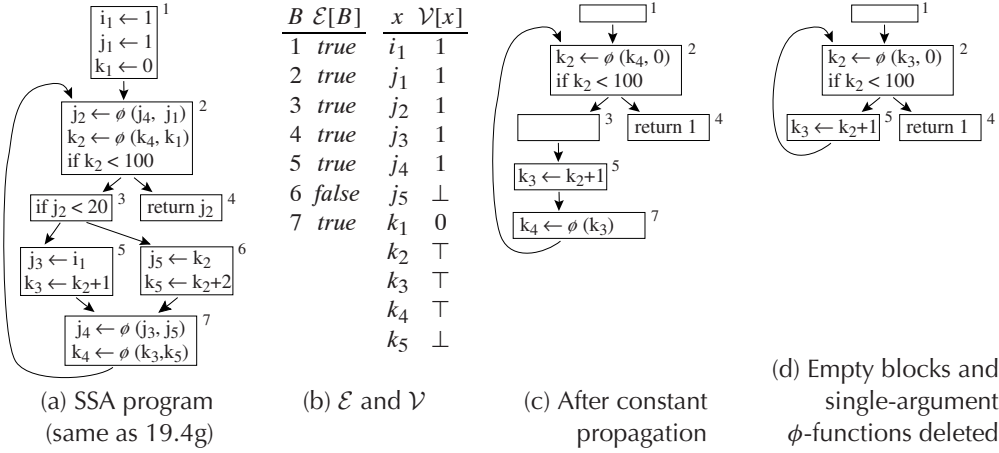 1
i₁ ← 1
j₁ ← 1
k₁ ← 0
2
j₂ ← ϕ (j₄, j₁)
k₂ ← ϕ (k₄, k₁)
if k₂ < 100
if j₂ < 20 3
return j₂ 4
5
j₃ ← i₁
k₃ ← k₂+1
6
j₅ ← k₂
k₅ ← k₂+2
7
j₄ ← ϕ (j₃, j₅)
k₄ ← ϕ (k₃,k₅)
(a) SSA program
(same as 19.4g)
B ℰ[B] x 𝒱[x]
1 true i₁ 1
2 true j₁ 1
3 true j₂ 1
4 true j₃ 1
5 true j₄ 1
6 false j₅ ⊥
7 true k₁ 0
k₂ ⊤
k₃ ⊤
k₄ ⊤
k₅ ⊥
(b) ℰ and 𝒱
1
2
k₂ ← ϕ (k₄, 0)
if k₂ < 100
3
return 1 4
5
k₃ ← k₂+1
7
k₄ ← ϕ (k₃)
(c) After constant
propagation
1
2
k₂ ← ϕ (k₃, 0)
if k₂ < 100
k₃ ← k₂+1 5
return 1 4
(d) Empty blocks and
single-argument
ϕ-functions deleted